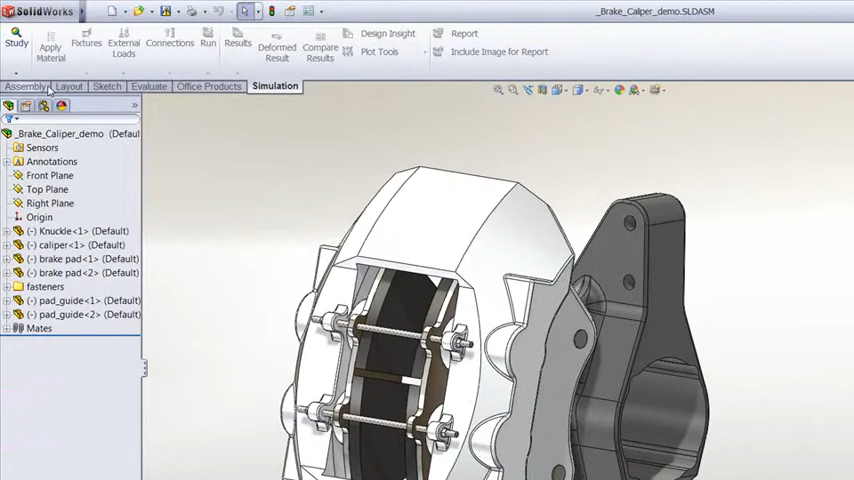 SolidWorks
_Brake_Caliper_demo.SLDASM
Study
Apply Material
Fixtures
External Loads
Connections
Run
Results
Deformed Result
Compare Results
Design Insight
Plot Tools
Report
Include Image for Report
Assembly
Layout
Sketch
Evaluate
Office Products
Simulation
_Brake_Caliper_demo (Defaul
Sensors
Annotations
Front Plane
Top Plane
Right Plane
Origin
(-) Knuckle<1> (Default)
(-) caliper<1> (Default)
(-) brake pad<1> (Default)
(-) brake pad<2> (Default)
fasteners
(-) pad_guide<1> (Default)
(-) pad_guide<2> (Default)
Mates